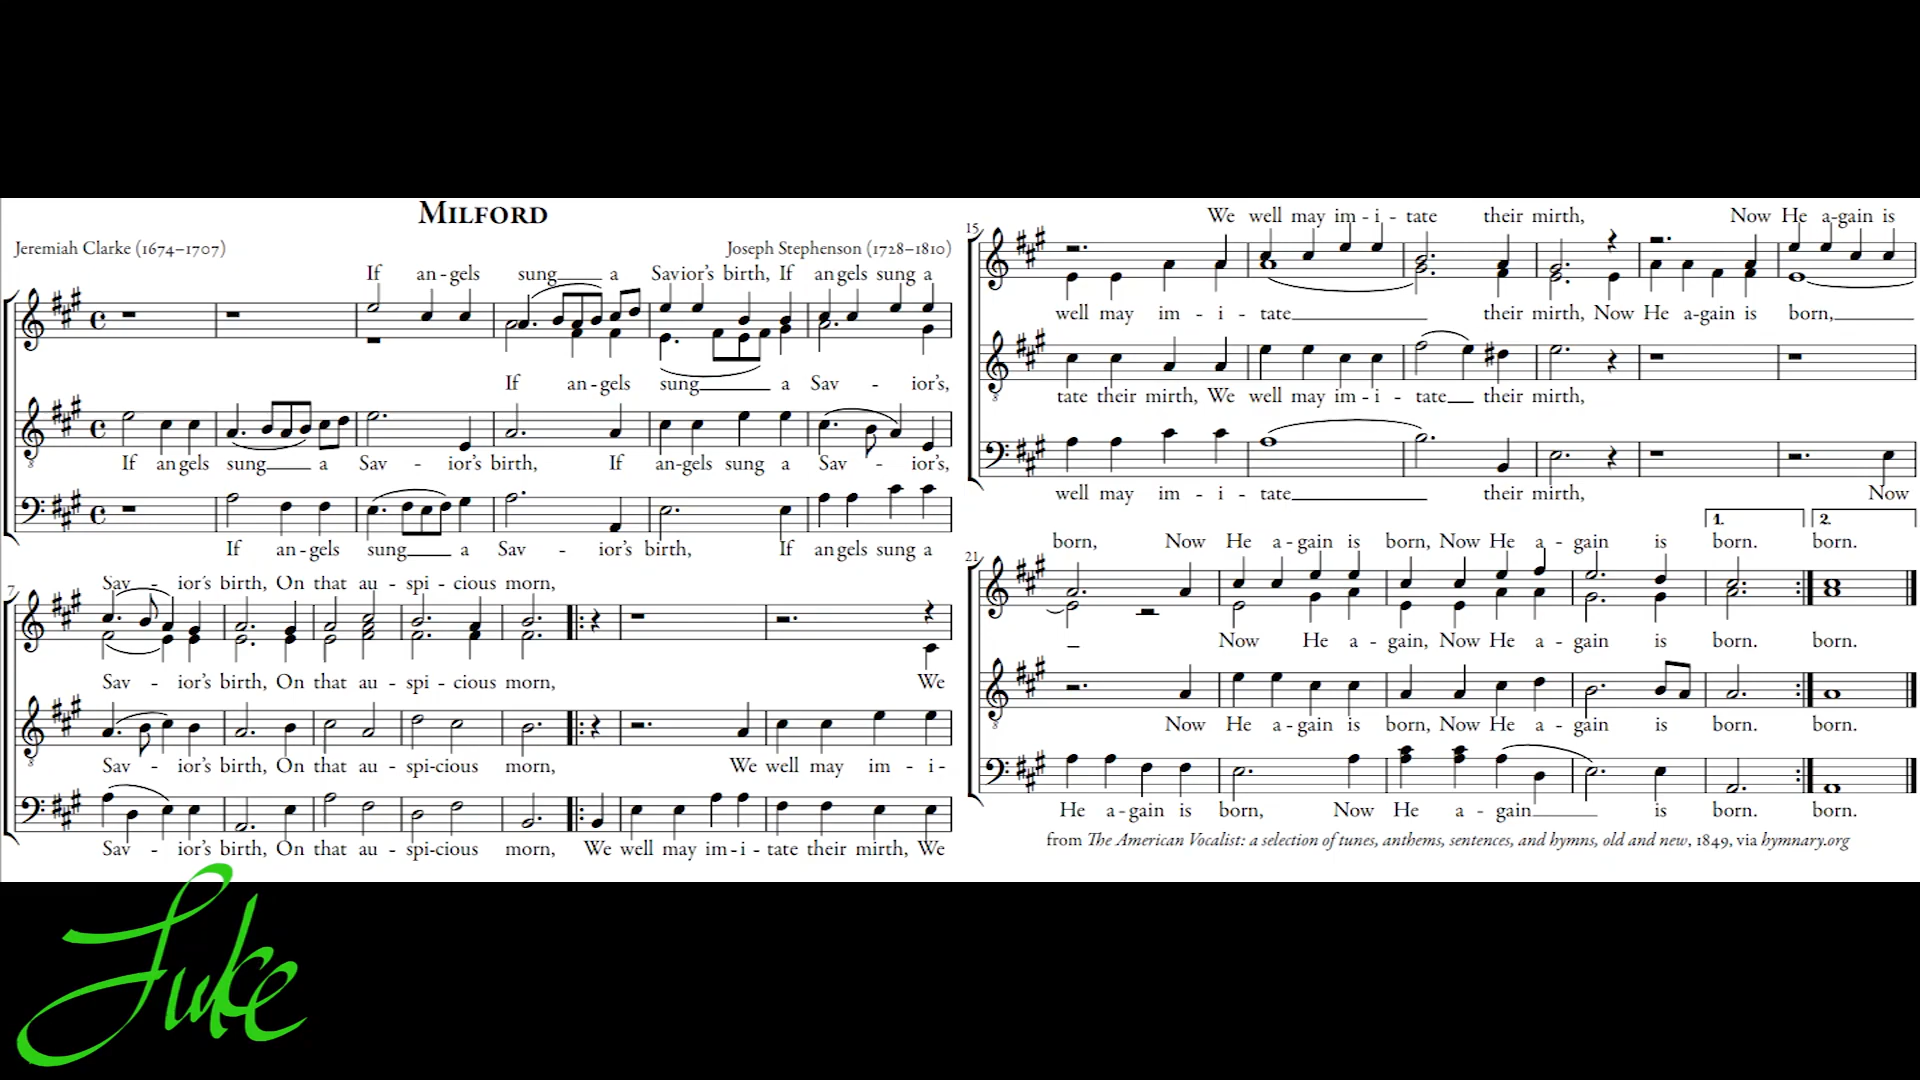 MILFORD
Jeremiah Clarke (1674–1707)
Joseph Stephenson (1728–1810)
If an-gels sung a Savior's birth, If angels sung a
If an-gels sung a Sav - ior's,
If angels sung a Sav - ior's birth, If an-gels sung a Sav - ior's,
If an-gels sung a Sav - ior's birth, If angels sung a
7
Sav - ior's birth, On that au - spi - cious morn,
Sav - ior's birth, On that au - spi - cious morn, We
Sav - ior's birth, On that au - spi-cious morn, We well may im - i -
Sav - ior's birth, On that au - spi-cious morn, We well may im-i - tate their mirth, We
15
We well may im - i - tate their mirth, Now He a-gain is
well may im - i - tate their mirth, Now He a-gain is born,
tate their mirth, We well may im - i - tate their mirth,
well may im - i - tate their mirth, Now
21
1. 2.
born, Now He a - gain is born, Now He a - gain is born. born.
Now He a - gain, Now He a - gain is born. born.
Now He a - gain is born, Now He a - gain is born. born.
He a-gain is born, Now He a - gain is born. born.
from The American Vocalist: a selection of tunes, anthems, sentences, and hymns, old and new, 1849, via hymnary.org
Luke